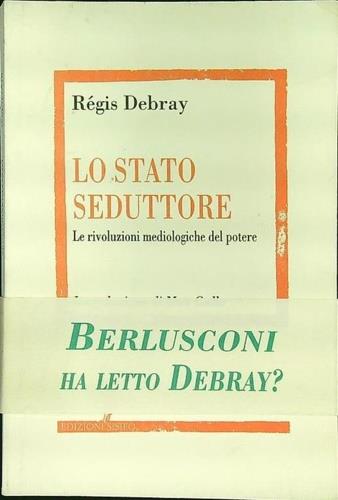 Régis Debray
LO STATO
SEDUTTORE
Le rivoluzioni mediologiche del potere
BERLUSCONI
HA LETTO DEBRAY?
EDIZIONI SISIFO